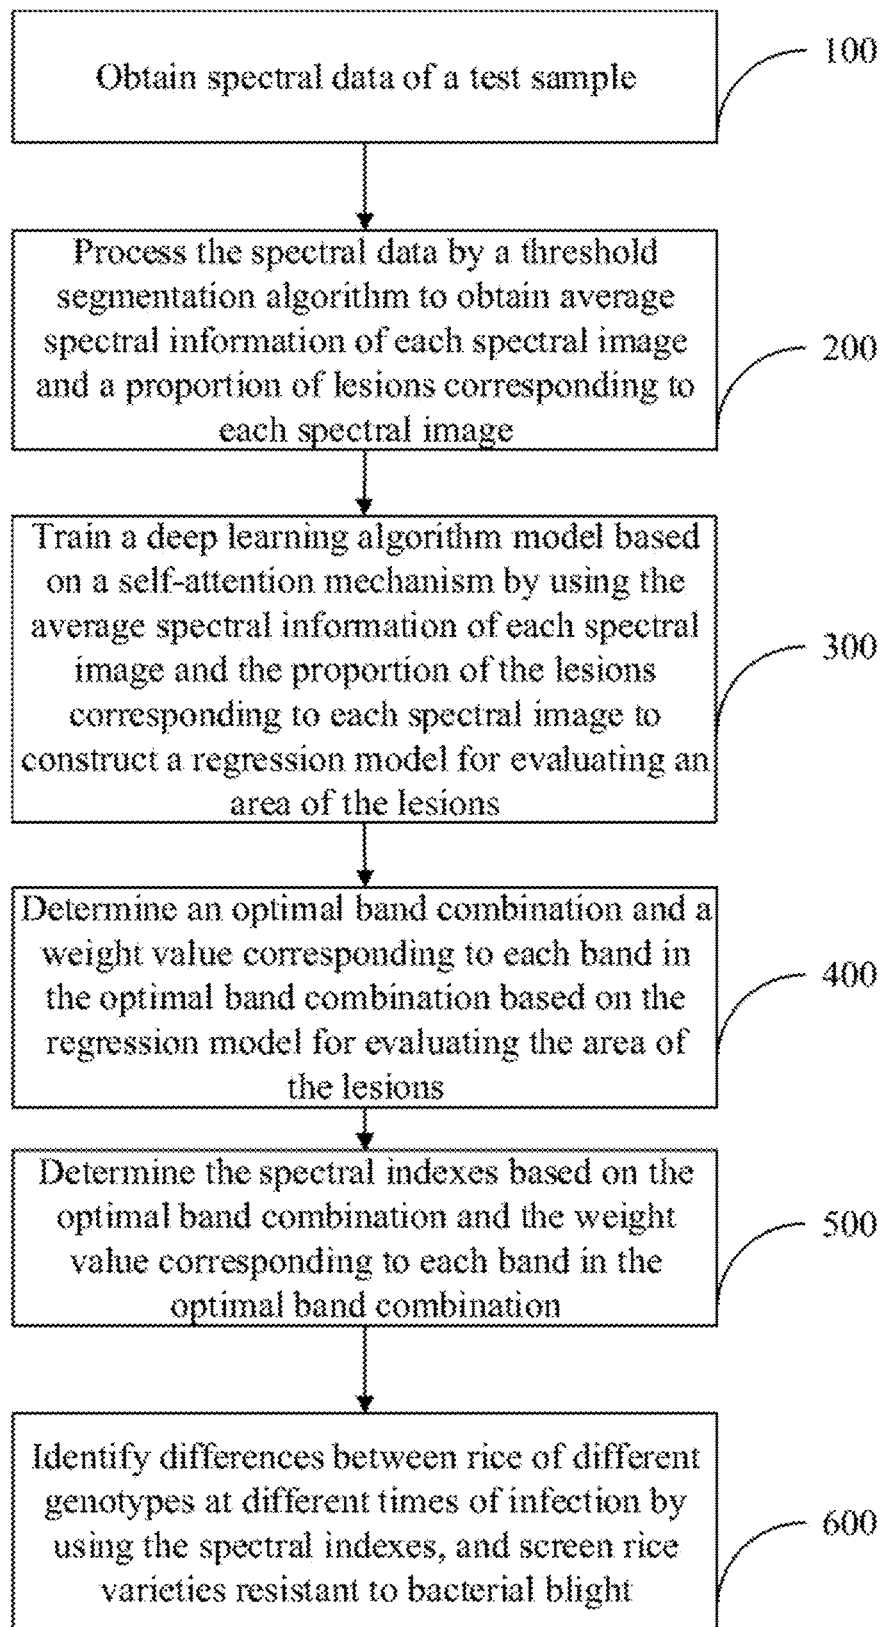 Obtain spectral data of a test sample
100
Process the spectral data by a threshold
segmentation algorithm to obtain average
spectral information of each spectral image
and a proportion of lesions corresponding to
each spectral image
200
Train a deep learning algorithm model based
on a self-attention mechanism by using the
average spectral information of each spectral
image and the proportion of the lesions
corresponding to each spectral image to
construct a regression model for evaluating an
area of the lesions
300
Determine an optimal band combination and a
weight value corresponding to each band in
the optimal band combination based on the
regression model for evaluating the area of
the lesions
400
Determine the spectral indexes based on the
optimal band combination and the weight
value corresponding to each band in the
optimal band combination
500
Identify differences between rice of different
genotypes at different times of infection by
using the spectral indexes, and screen rice
varieties resistant to bacterial blight
600